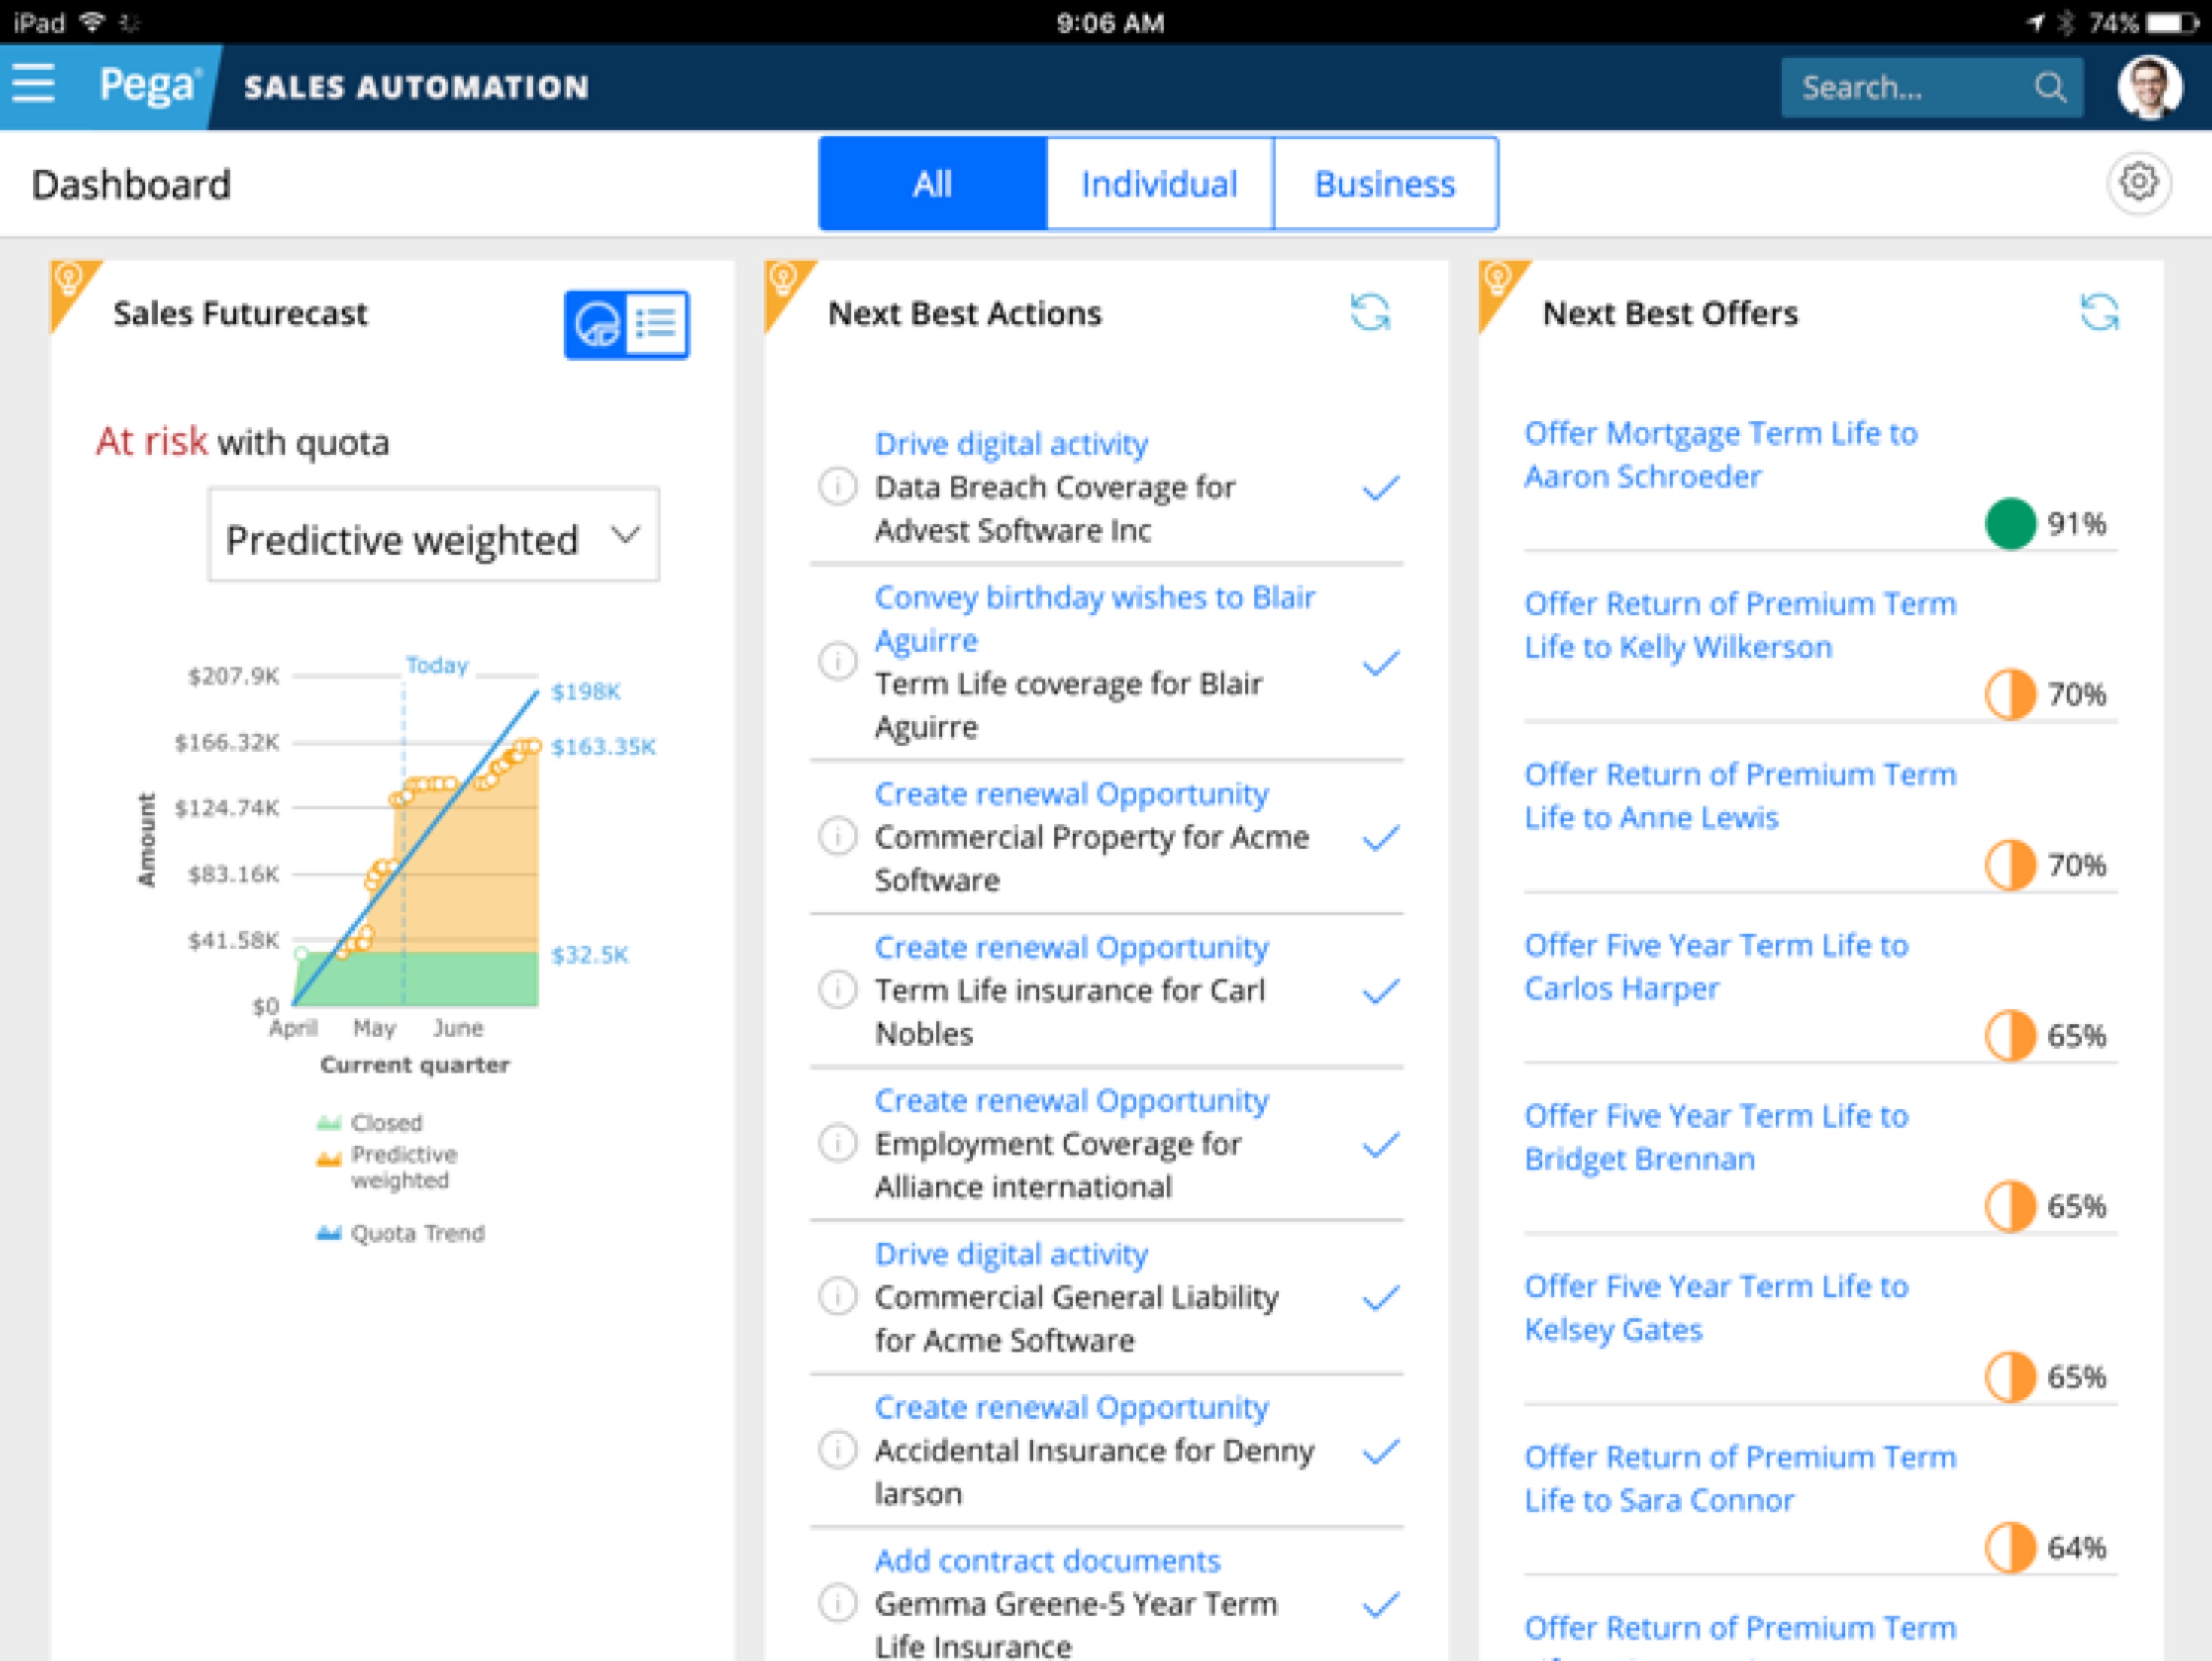 iPad
9:06 AM
74%
Pega®
SALES AUTOMATION
Search...
Dashboard
All
Individual
Business
Sales Futurecast
At risk with quota
Predictive weighted
Today
$207.9K
$198K
$166.32K
$163.35K
$124.74K
$83.16K
$41.58K
$32.5K
$0
Amount
April May June
Current quarter
Closed
Predictive
weighted
Quota Trend
Next Best Actions
Drive digital activity
Data Breach Coverage for
Advest Software Inc
Convey birthday wishes to Blair
Aguirre
Term Life coverage for Blair
Aguirre
Create renewal Opportunity
Commercial Property for Acme
Software
Create renewal Opportunity
Term Life insurance for Carl
Nobles
Create renewal Opportunity
Employment Coverage for
Alliance international
Drive digital activity
Commercial General Liability
for Acme Software
Create renewal Opportunity
Accidental Insurance for Denny
larson
Add contract documents
Gemma Greene-5 Year Term
Life Insurance
Next Best Offers
Offer Mortgage Term Life to
Aaron Schroeder
91%
Offer Return of Premium Term
Life to Kelly Wilkerson
70%
Offer Return of Premium Term
Life to Anne Lewis
70%
Offer Five Year Term Life to
Carlos Harper
65%
Offer Five Year Term Life to
Bridget Brennan
65%
Offer Five Year Term Life to
Kelsey Gates
65%
Offer Return of Premium Term
Life to Sara Connor
64%
Offer Return of Premium Term